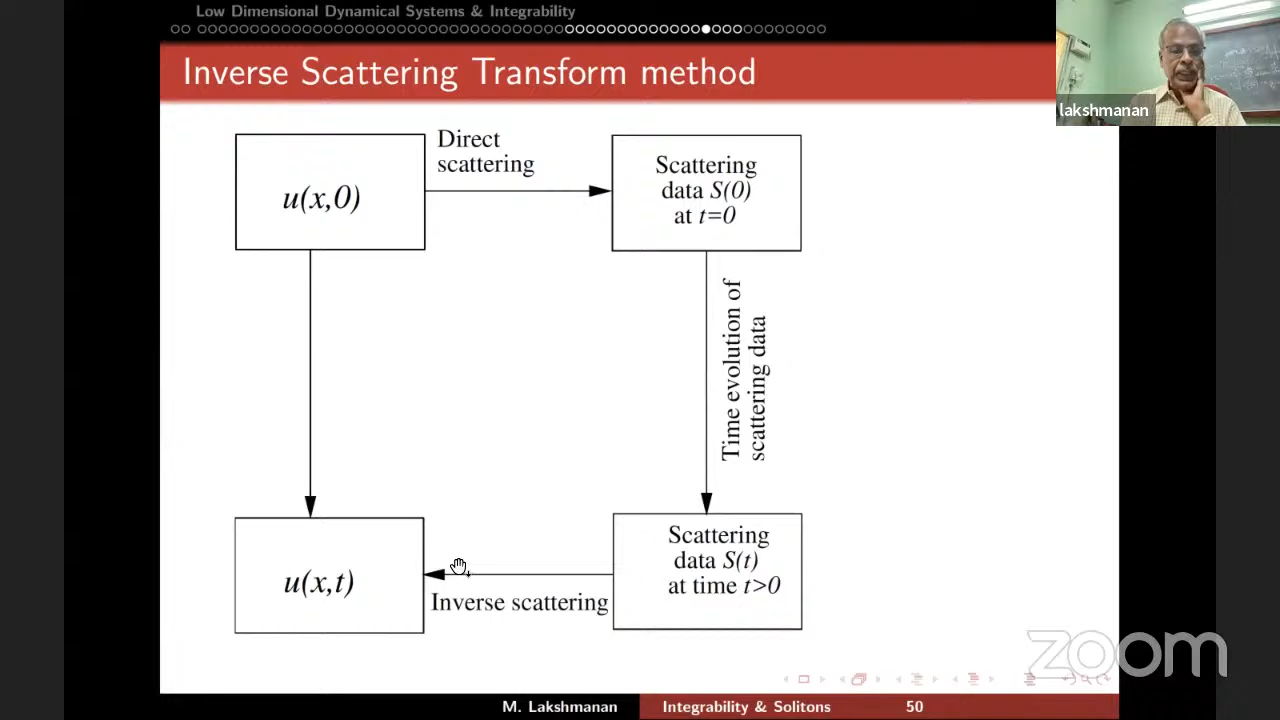 Low Dimensional Dynamical Systems & Integrability
Inverse Scattering Transform method
lakshmanan
u(x,0)
Direct
scattering
Scattering
data S(0)
at t=0
Time evolution of
scattering data
u(x,t)
Inverse scattering
Scattering
data S(t)
at time t>0
zoom
M. Lakshmanan
Integrability & Solitons
50